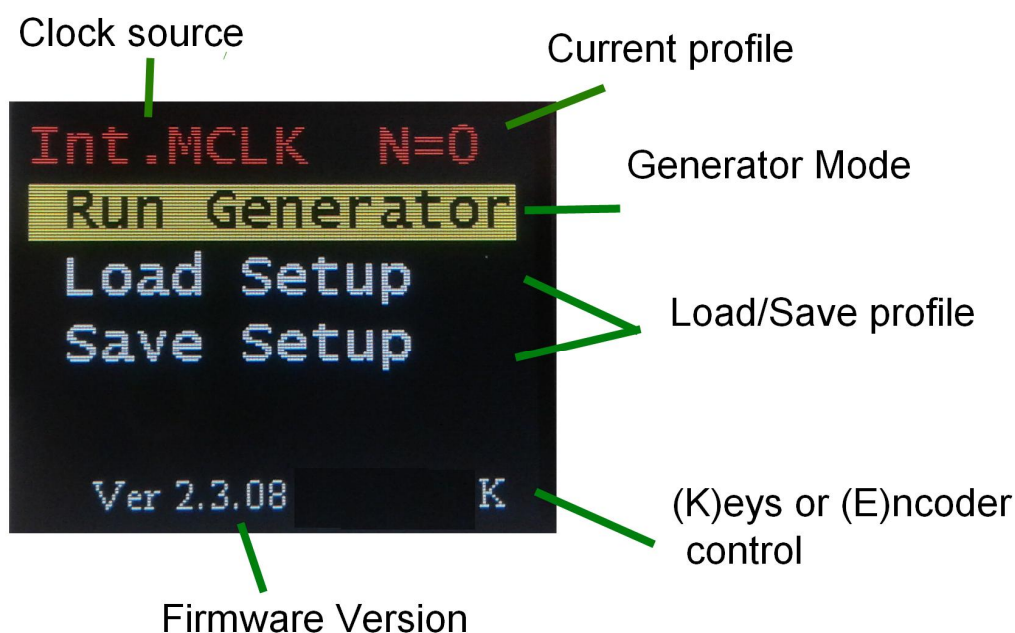 Clock source
Current profile
Int.MCLK N=0
Generator Mode
Run Generator
Load Setup
Load/Save profile
Save Setup
Ver 2.3.08 K
(K)eys or (E)ncoder
control
Firmware Version